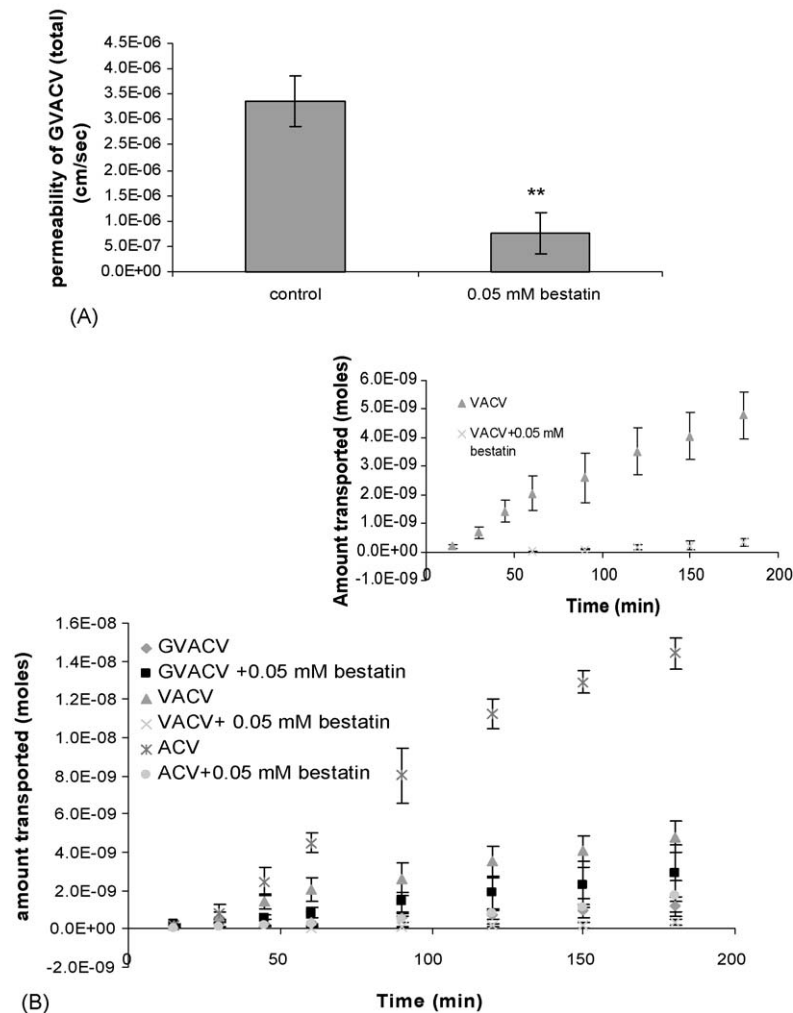 permeability of GVACV (total)
(cm/sec)
4.5E-06
4.0E-06
3.5E-06
3.0E-06
2.5E-06
2.0E-06
1.5E-06
1.0E-06
5.0E-07
0.0E+00
**
control
0.05 mM bestatin
(A)
Amount transported (moles)
6.0E-09
5.0E-09
4.0E-09
3.0E-09
2.0E-09
1.0E-09
0.0E+00
-1.0E-09
VACV
VACV+0.05 mM
bestatin
0
50
100
150
200
Time (min)
amount transported (moles)
1.6E-08
1.4E-08
1.2E-08
1.0E-08
8.0E-09
6.0E-09
4.0E-09
2.0E-09
0.0E+00
-2.0E-09
GVACV
GVACV +0.05 mM bestatin
VACV
VACV+ 0.05 mM bestatin
ACV
ACV+0.05 mM bestatin
0
50
100
150
200
Time (min)
(B)